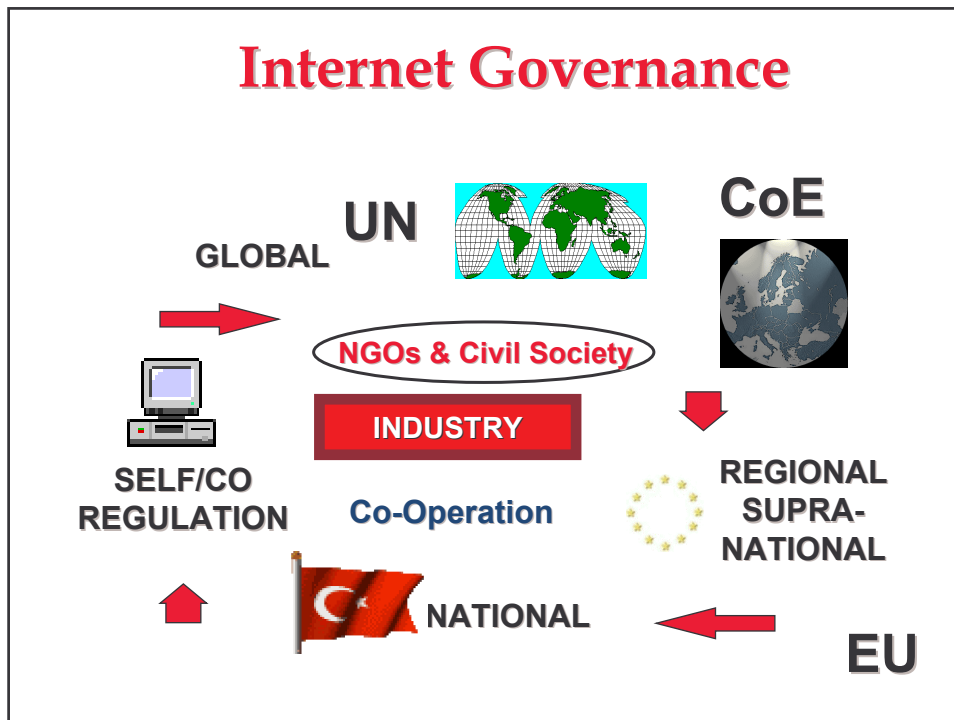 Internet Governance
UN
CoE
GLOBAL
NGOs & Civil Society
INDUSTRY
SELF/CO
REGULATION
Co-Operation
REGIONAL
SUPRA-
NATIONAL
NATIONAL
EU